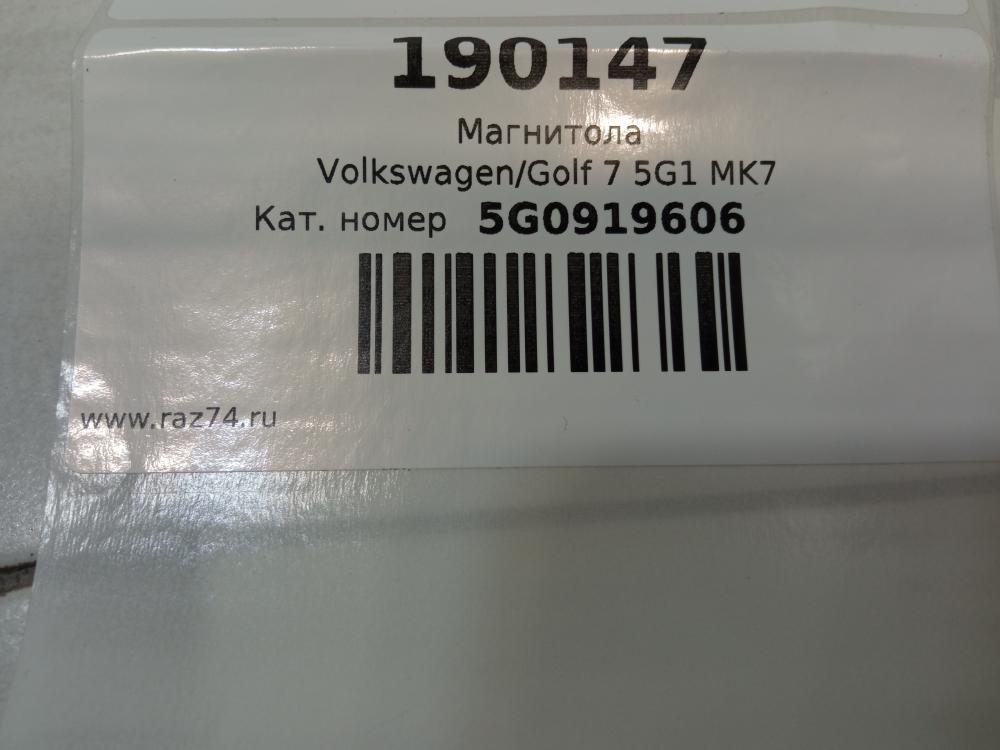 190147
Магнитола
Volkswagen/Golf 7 5G1 MK7
Кат. номер 5G0919606
www.raz74.ru